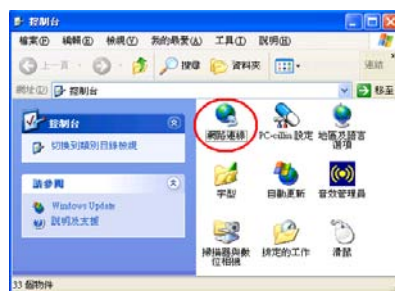 控制台
檔案(F) 編輯(E) 檢視(V) 我的最愛(A) 工具(T) 說明(H)
上一頁 搜尋 資料夾 連結
網址(D) 控制台 移至
控制台
切換到類別目錄檢視
請參閱
Windows Update
說明及支援
網路連線 PC-cillin 設定 地區及語言選項
字型 自動更新 音效管理員
掃描器與數位相機 排定的工作 滑鼠
33 個物件